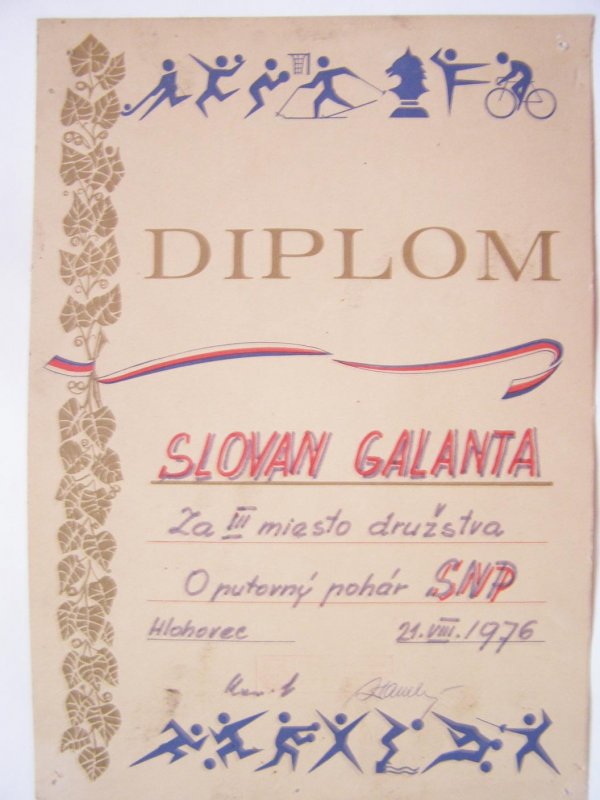 DIPLOM
SLOVAN GALANTA
Za III miesto družstva
O putovný pohár SNP
Hlohovec 21.VIII.1976